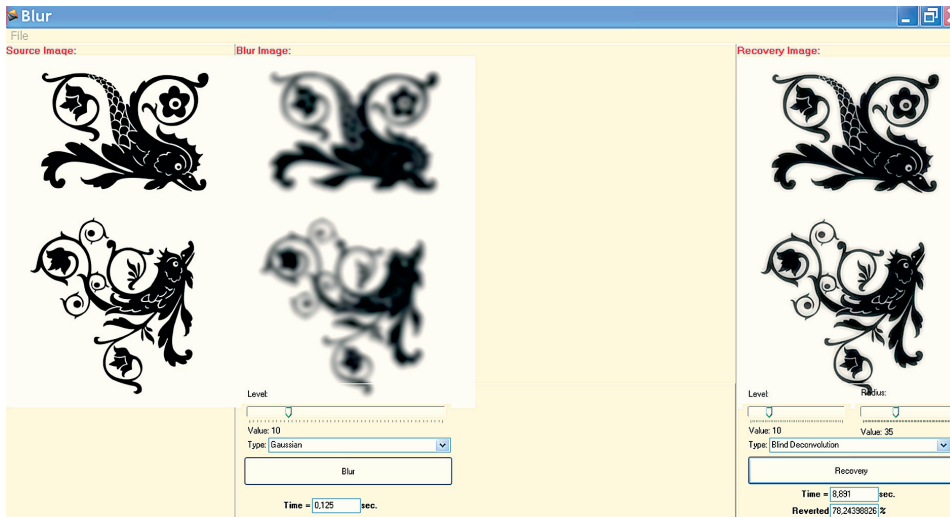 Blur
File
Source Image:
Blur Image:
Recovery Image:
Level:
Value: 10
Type: Gaussian
Blur
Time = 0,125 sec.
Level: Radius:
Value: 10 Value: 35
Type: Blind Deconvolution
Recovery
Time = 8,891 sec.
Reverted 78,24398826 %